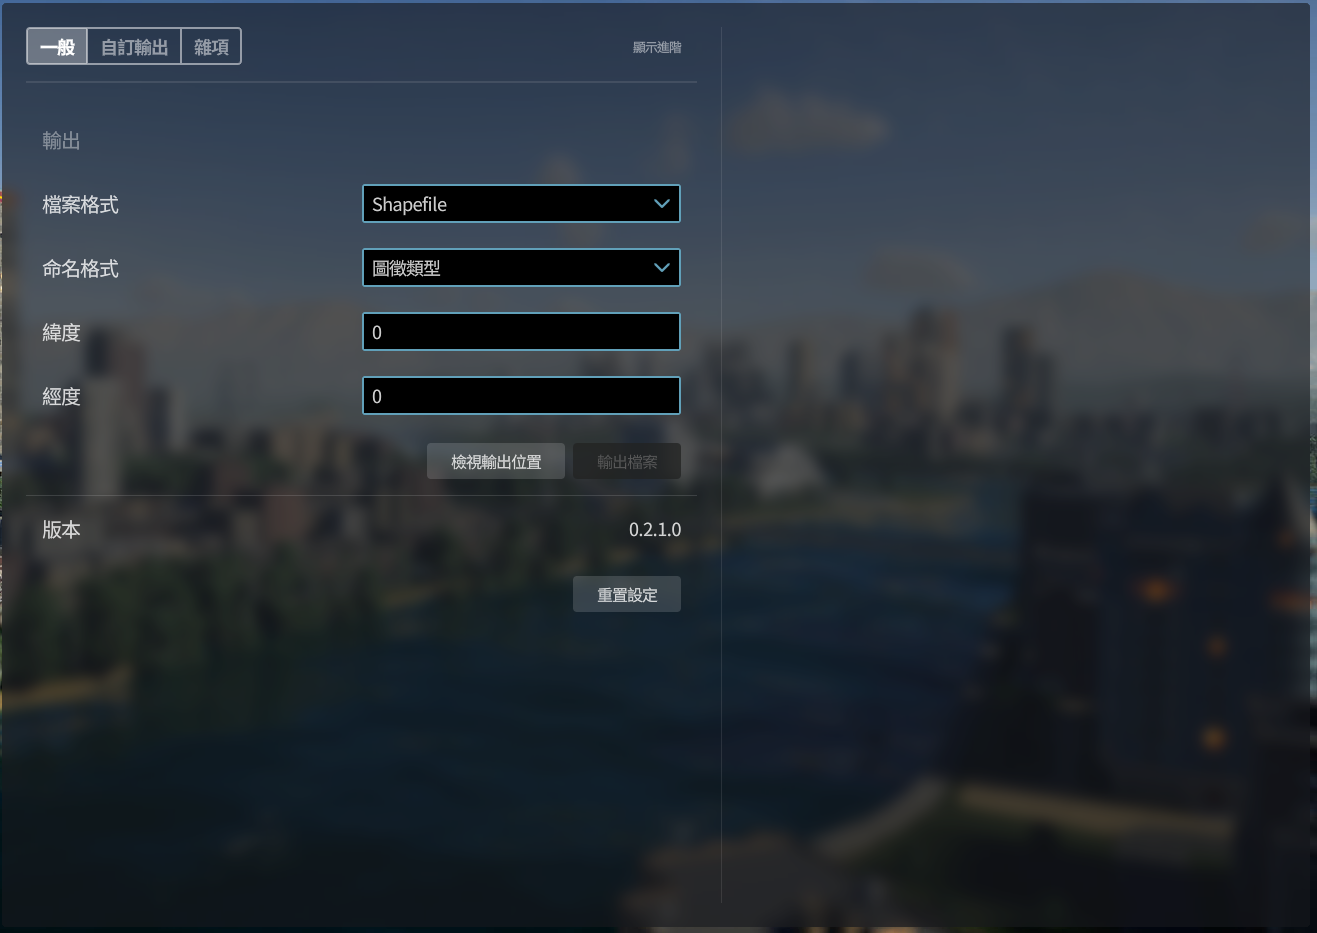 一般 自訂輸出 雜項 顯示進階
輸出
檔案格式 Shapefile
命名格式 圖徵類型
緯度 0
經度 0
檢視輸出位置 輸出檔案
版本 0.2.1.0
重置設定